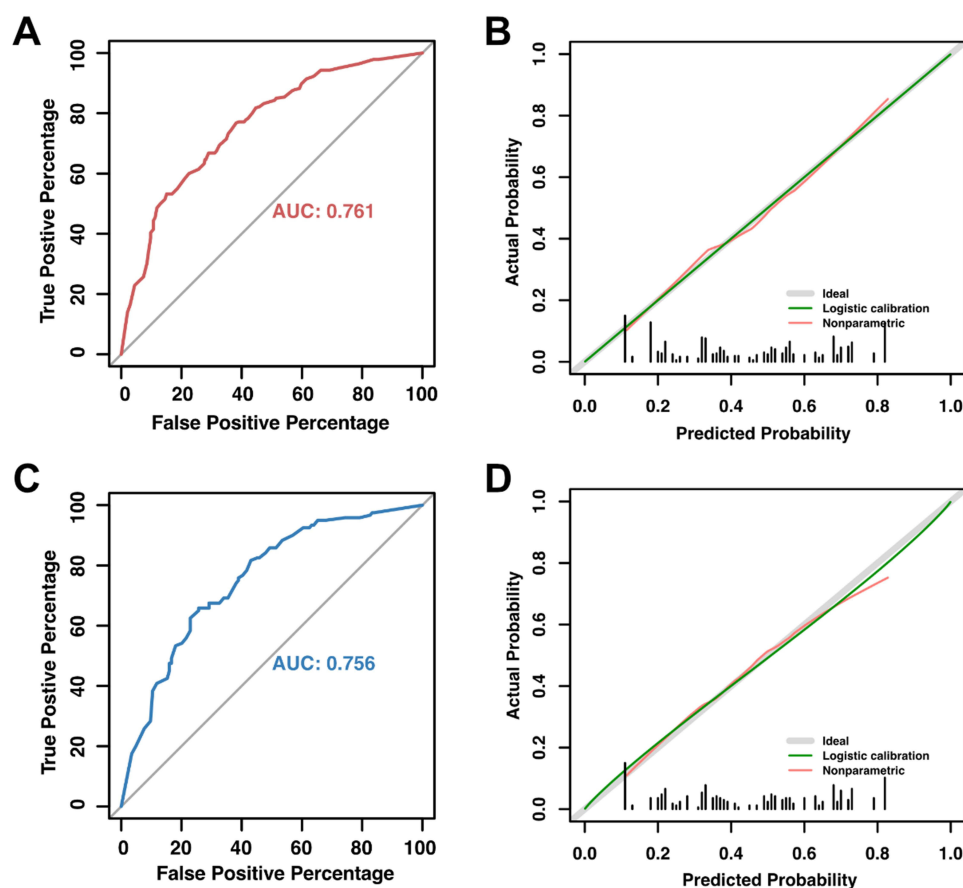 A
True Postive Percentage
0 20 40 60 80 100
AUC: 0.761
0 20 40 60 80 100
False Positive Percentage
B
Actual Probability
0.0 0.2 0.4 0.6 0.8 1.0
Ideal
Logistic calibration
Nonparametric
0.0 0.2 0.4 0.6 0.8 1.0
Predicted Probability
C
True Postive Percentage
0 20 40 60 80 100
AUC: 0.756
0 20 40 60 80 100
False Positive Percentage
D
Actual Probability
0.0 0.2 0.4 0.6 0.8 1.0
Ideal
Logistic calibration
Nonparametric
0.0 0.2 0.4 0.6 0.8 1.0
Predicted Probability